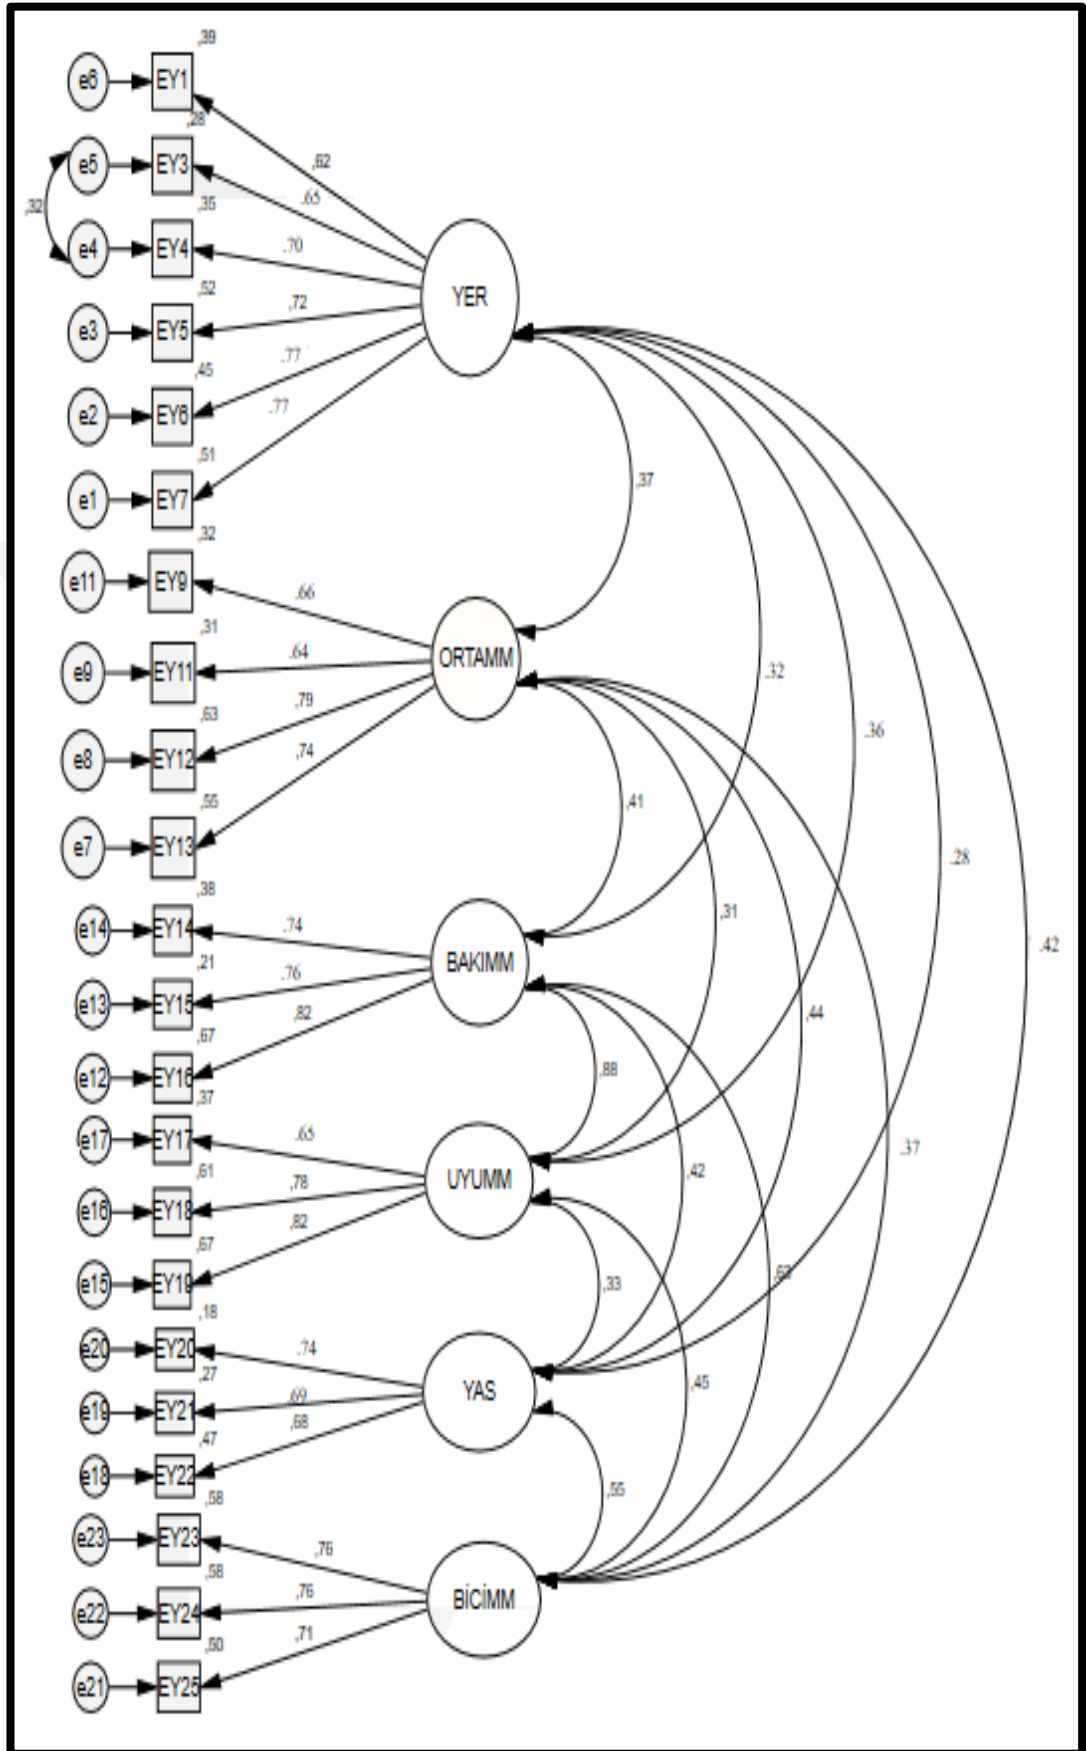 ,39
e6 EY1
,28
,62
e5 EY3
.65
,32
,35
e4 EY4
.70
,52
YER
,72
e3 EY5
.77
,45
e2 EY6
.77
,51
,37
e1 EY7
,32
e11 EY9
.66
,31
.64
ORTAMM
e9 EY11
.32
,79
,63
.36
,74
e8 EY12
,55
,41
e7 EY13
.28
,38
,31
.74
e14 EY14
.42
,21
BAKIMM
.76
e13 EY15
,82
,44
,67
,88
e12 EY16
,37
.65
e17 EY17
.37
,61
,42
UYUMM
,78
e16 EY18
,82
,67
,63
e15 EY19
,33
,18
.74
e20 EY20
,27
,45
YAS
.69
e19 EY21
,68
,47
e18 EY22
,55
,58
e23 EY23
,76
,58
,76
BİCİMM
e22 EY24
,71
,50
e21 EY25